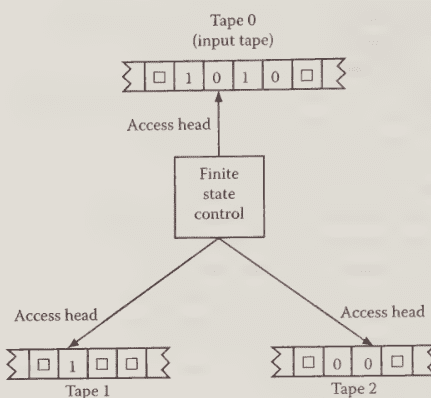 Tape 0
(input tape)
□ 1 0 1 0 □
Access head
Finite
state
control
Access head
Access head
□ 1 □ □
□ 0 0 □
Tape 1
Tape 2